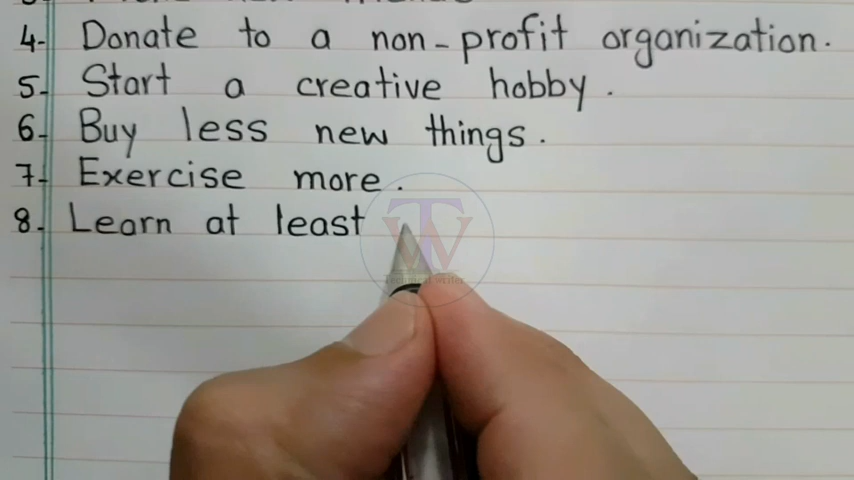 4- Donate to a non-profit organization.
5- Start a creative hobby.
6- Buy less new things.
7- Exercise more.
8- Learn at least